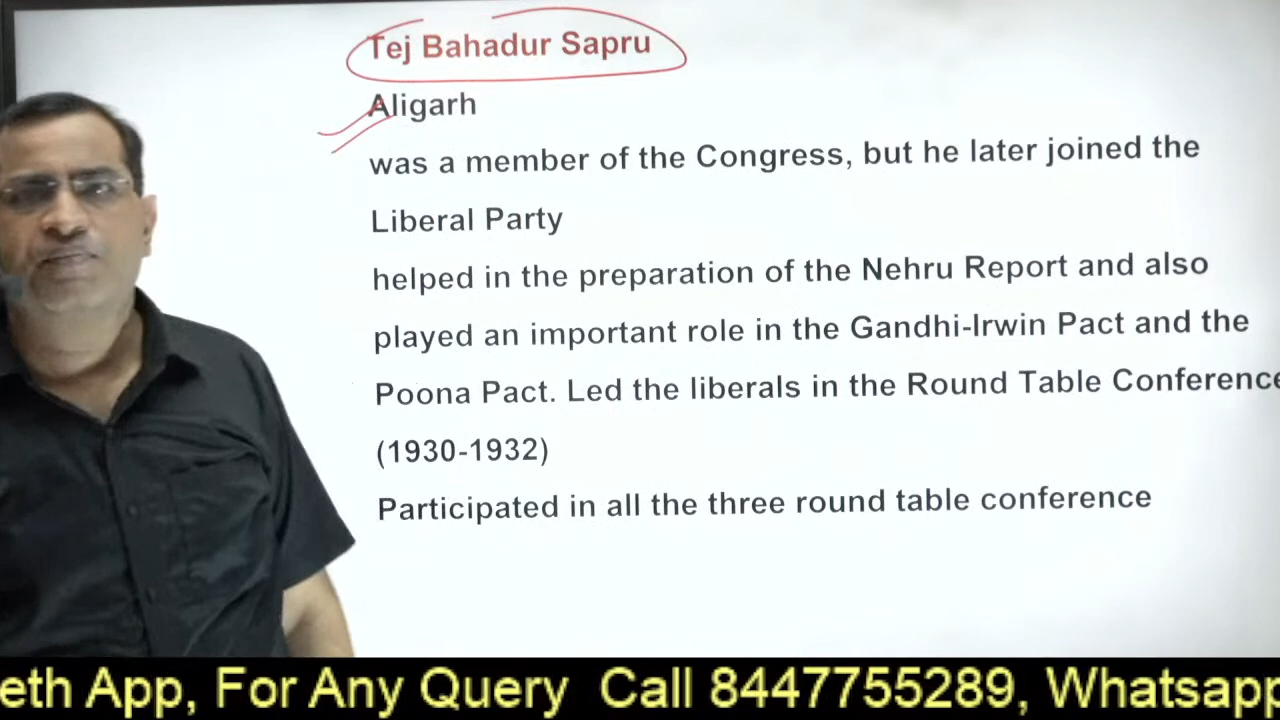 Tej Bahadur Sapru
Aligarh
was a member of the Congress, but he later joined the
Liberal Party
helped in the preparation of the Nehru Report and also
played an important role in the Gandhi-Irwin Pact and the
Poona Pact. Led the liberals in the Round Table Conference
(1930-1932)
Participated in all the three round table conference
eth App, For Any Query Call 8447755289, Whatsapp